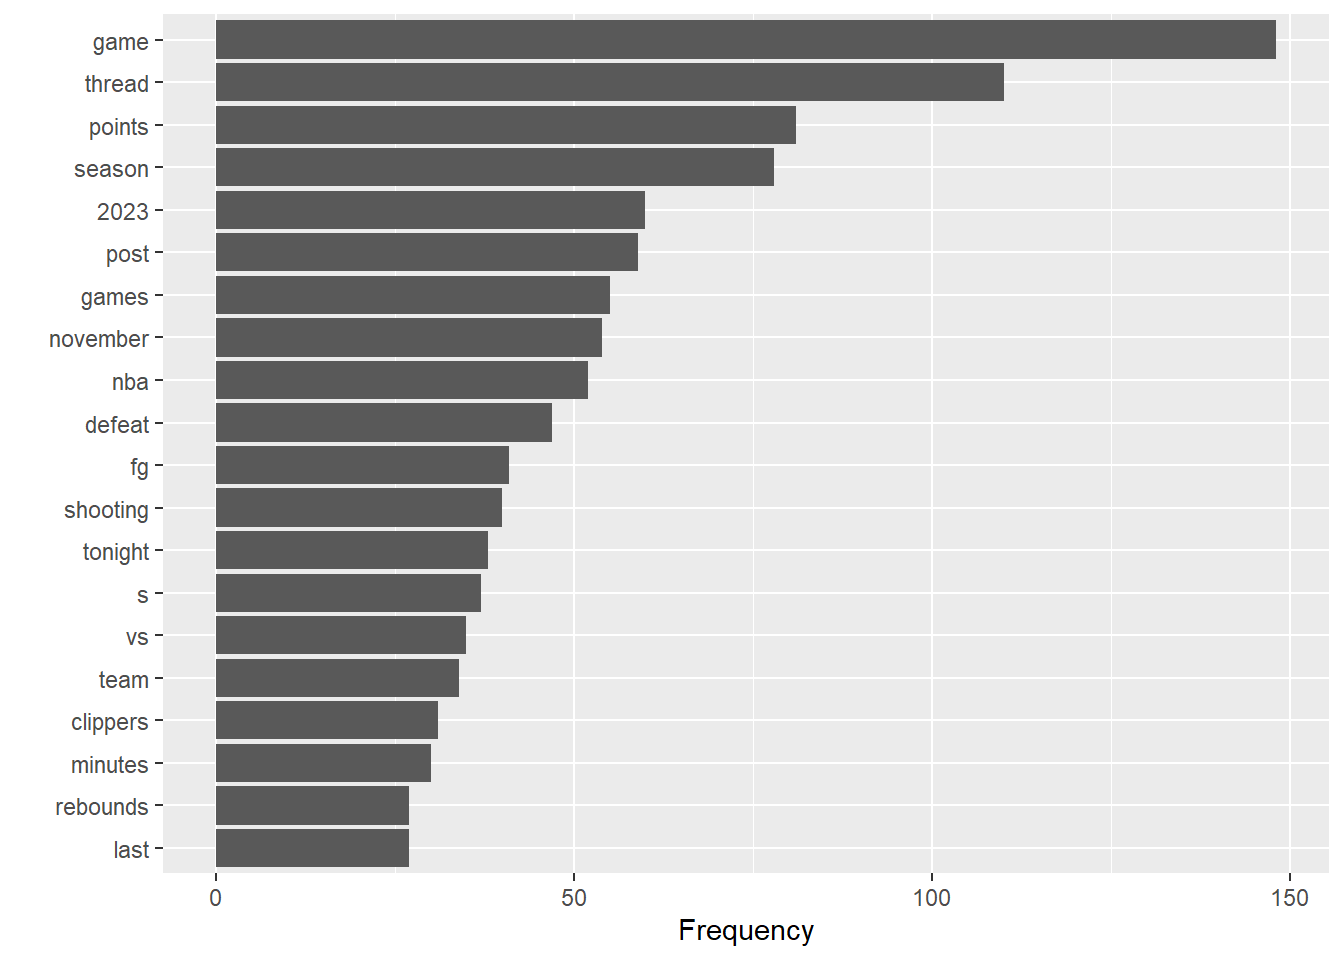 game
thread
points
season
2023
post
games
november
nba
defeat
fg
shooting
tonight
s
vs
team
clippers
minutes
rebounds
last
0 50 100 150
Frequency